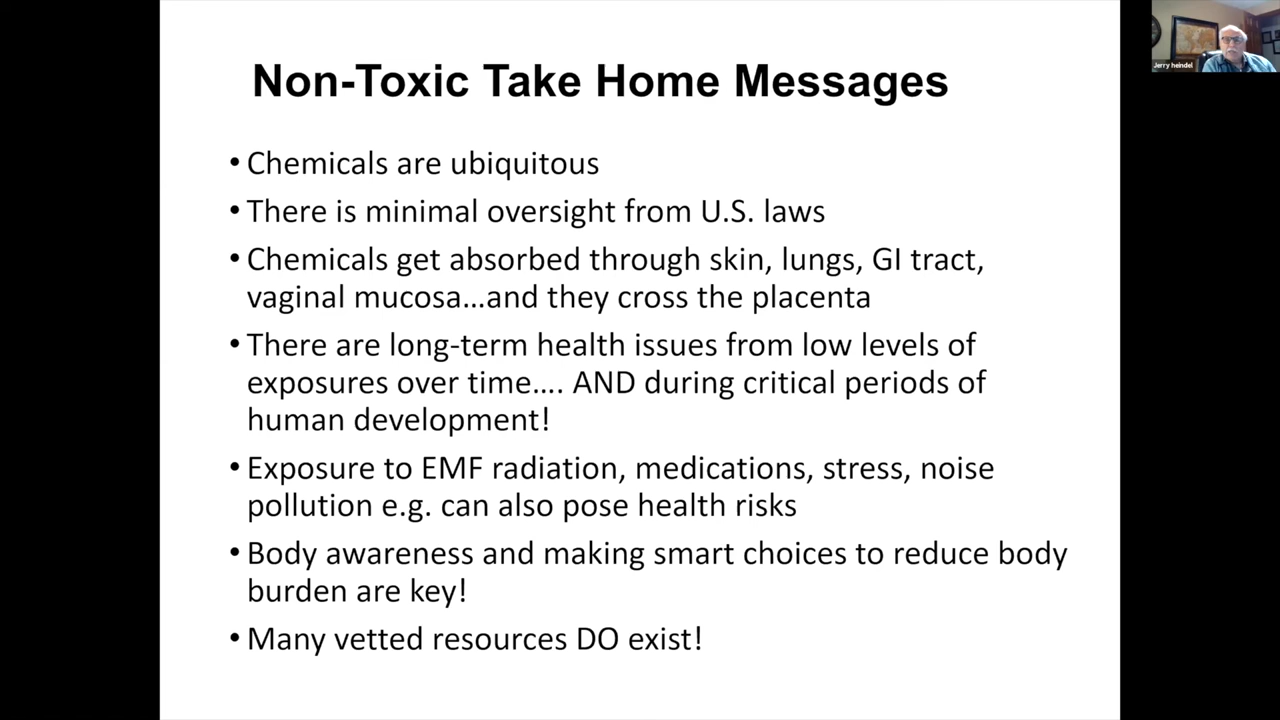 Non-Toxic Take Home Messages
• Chemicals are ubiquitous
• There is minimal oversight from U.S. laws
• Chemicals get absorbed through skin, lungs, GI tract,
vaginal mucosa…and they cross the placenta
• There are long-term health issues from low levels of
exposures over time…. AND during critical periods of
human development!
• Exposure to EMF radiation, medications, stress, noise
pollution e.g. can also pose health risks
• Body awareness and making smart choices to reduce body
burden are key!
• Many vetted resources DO exist!
Jerry heindel